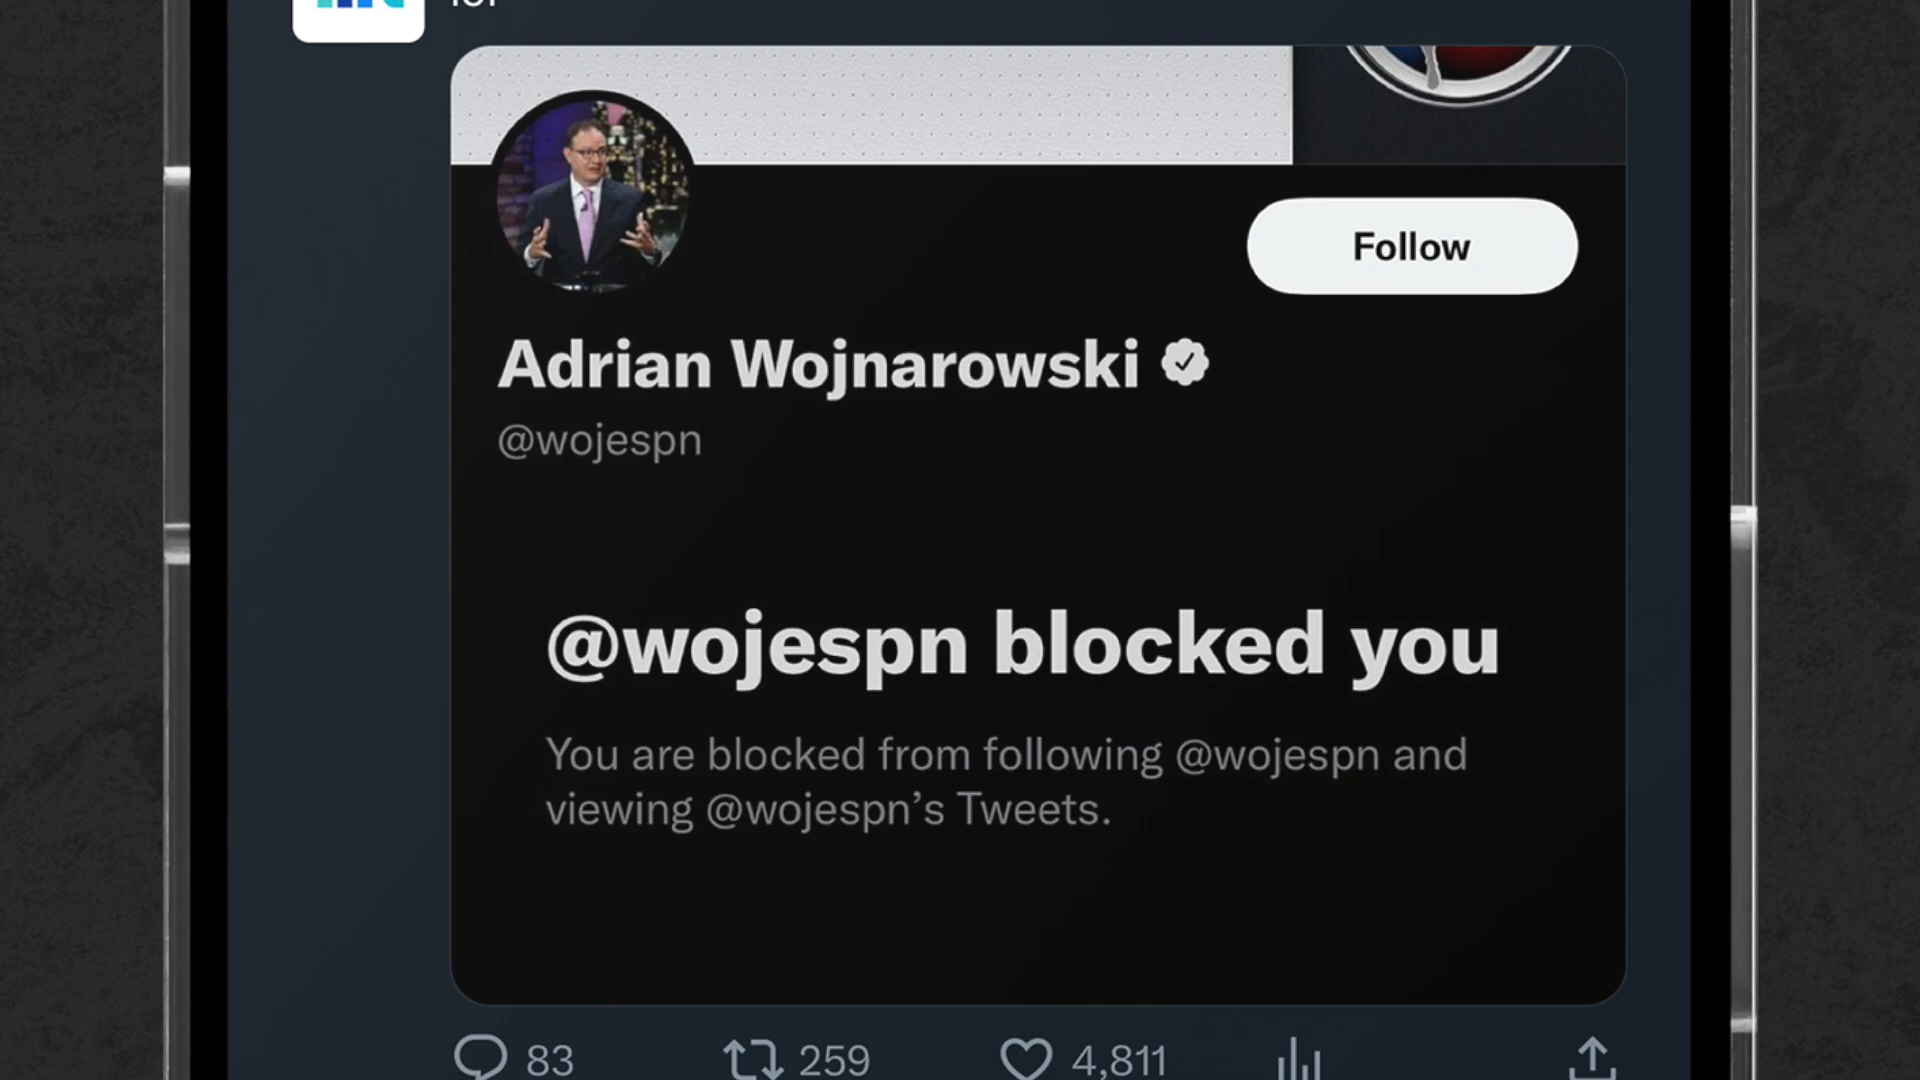 Follow
Adrian Wojnarowski
@wojespn
@wojespn blocked you
You are blocked from following @wojespn and
viewing @wojespn’s Tweets.
83 259 4,811